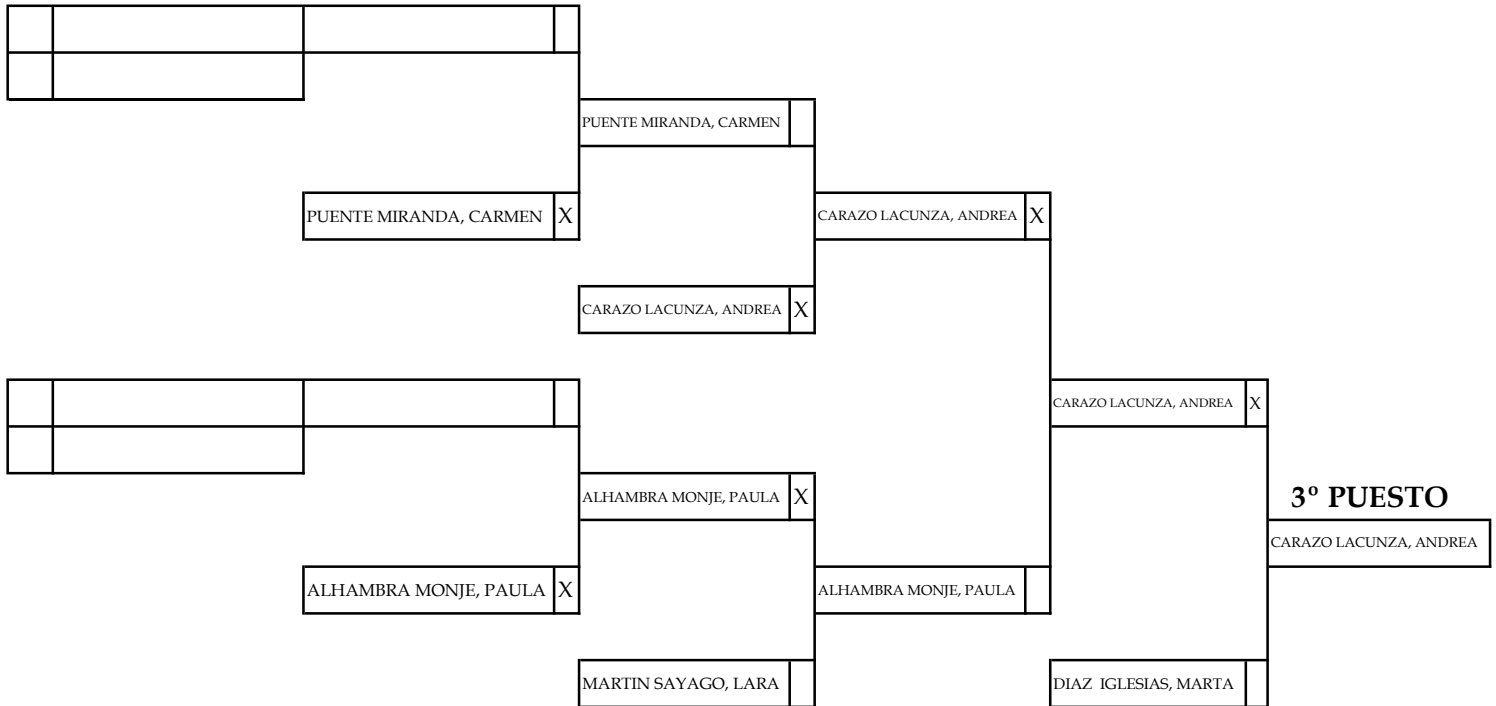 PUENTE MIRANDA, CARMEN
PUENTE MIRANDA, CARMEN X
CARAZO LACUNZA, ANDREA X
CARAZO LACUNZA, ANDREA X
CARAZO LACUNZA, ANDREA X
ALHAMBRA MONJE, PAULA X
3º PUESTO
CARAZO LACUNZA, ANDREA
ALHAMBRA MONJE, PAULA X
ALHAMBRA MONJE, PAULA
MARTIN SAYAGO, LARA
DIAZ IGLESIAS, MARTA